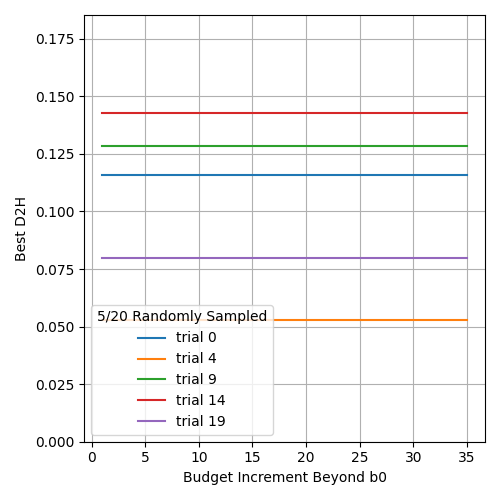 0.175
0.150
0.125
0.100
0.075
0.050
0.025
0.000
Best D2H
5/20 Randomly Sampled
trial 0
trial 4
trial 9
trial 14
trial 19
0 5 10 15 20 25 30 35
Budget Increment Beyond b0